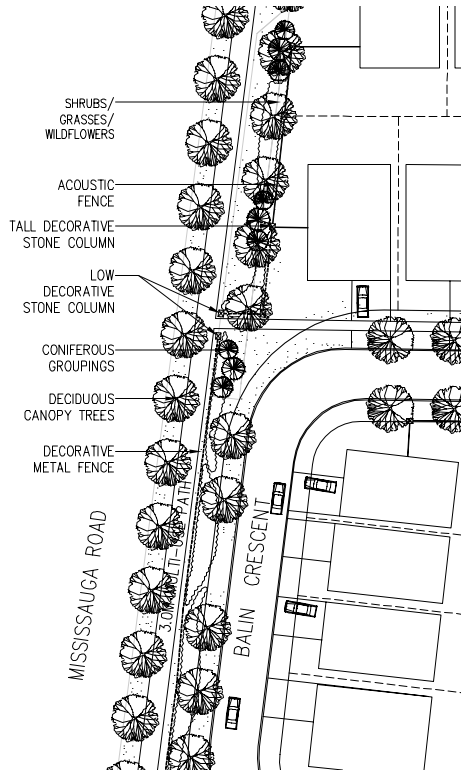 SHRUBS/
GRASSES/
WILDFLOWERS
ACOUSTIC
FENCE
TALL DECORATIVE
STONE COLUMN
LOW
DECORATIVE
STONE COLUMN
CONIFEROUS
GROUPINGS
DECIDUOUS
CANOPY TREES
DECORATIVE
METAL FENCE
MISSISSAUGA ROAD
PATH
BALIN CRESCENT